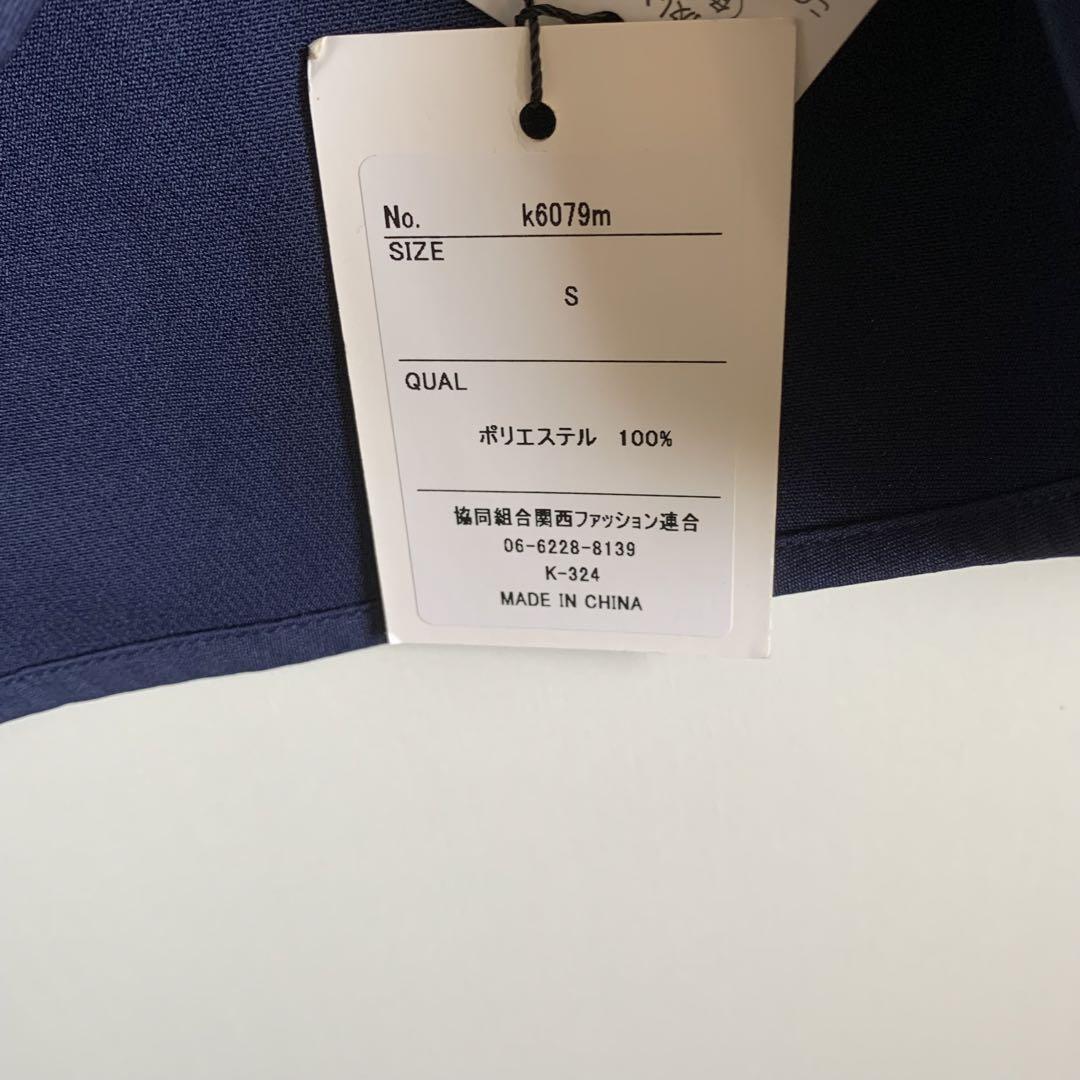 No. k6079m
SIZE
S
QUAL
ポリエステル 100%
協同組合関西ファッション連合
06-6228-8139
K-324
MADE IN CHINA